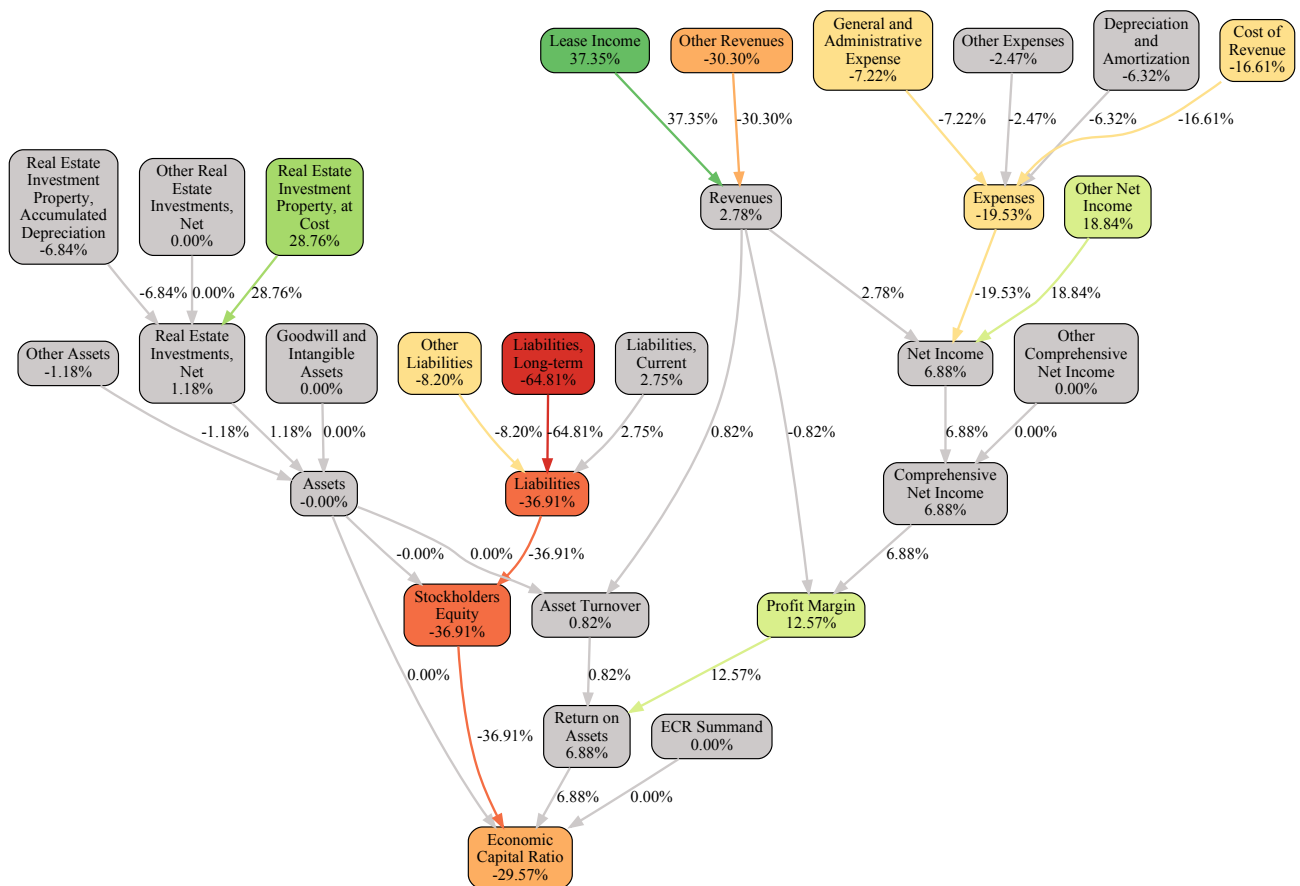 Lease Income
37.35%
Other Revenues
-30.30%
General and
Administrative
Expense
-7.22%
Other Expenses
-2.47%
Depreciation
and
Amortization
-6.32%
Cost of
Revenue
-16.61%
37.35%
-30.30%
-7.22%
-2.47%
-6.32%
-16.61%
Real Estate
Investment
Property,
Accumulated
Depreciation
-6.84%
Other Real
Estate
Investments,
Net
0.00%
Real Estate
Investment
Property, at
Cost
28.76%
Revenues
2.78%
Expenses
-19.53%
Other Net
Income
18.84%
-6.84%
0.00%
28.76%
2.78%
-19.53%
18.84%
Other Assets
-1.18%
Real Estate
Investments,
Net
1.18%
Goodwill and
Intangible
Assets
0.00%
Other
Liabilities
-8.20%
Liabilities,
Long-term
-64.81%
Liabilities,
Current
2.75%
Net Income
6.88%
Other
Comprehensive
Net Income
0.00%
-1.18%
1.18%
0.00%
-8.20%
-64.81%
2.75%
0.82%
-0.82%
6.88%
0.00%
Assets
-0.00%
Liabilities
-36.91%
Comprehensive
Net Income
6.88%
-0.00%
0.00%
-36.91%
6.88%
Stockholders
Equity
-36.91%
Asset Turnover
0.82%
Profit Margin
12.57%
0.00%
0.82%
12.57%
Return on
Assets
6.88%
ECR Summand
0.00%
-36.91%
6.88%
0.00%
Economic
Capital Ratio
-29.57%